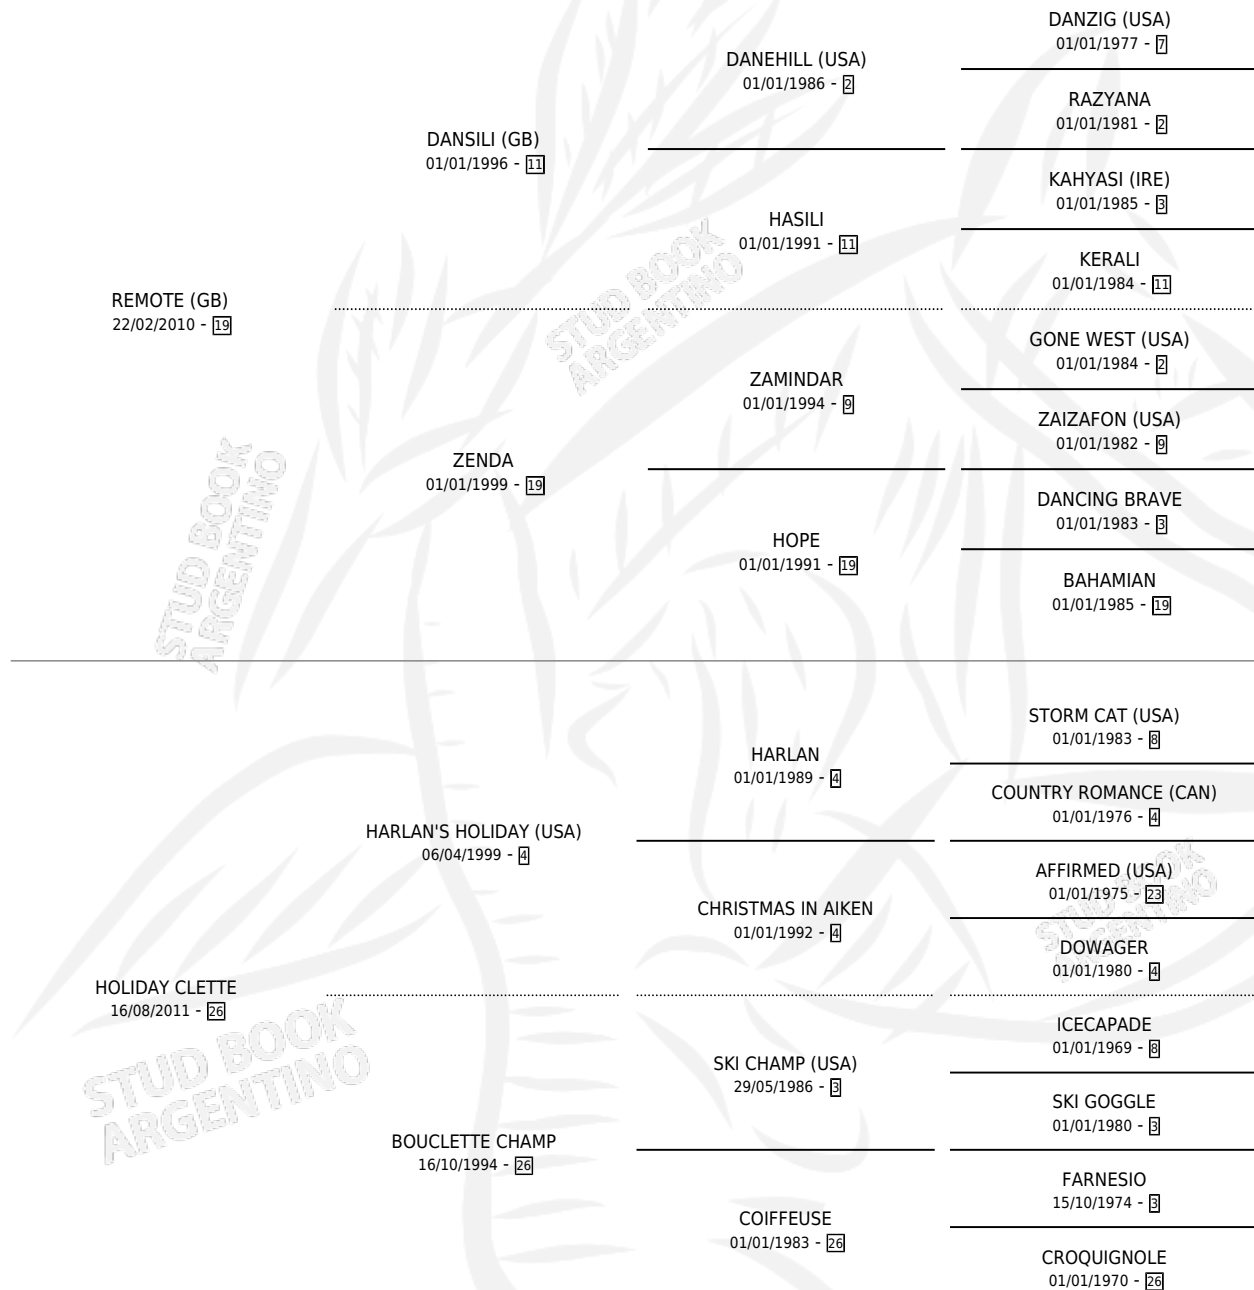 DANZIG (USA)
01/01/1977 - 7
DANEHILL (USA)
01/01/1986 - 2
RAZYANA
01/01/1981 - 2
DANSILI (GB)
01/01/1996 - 11
KAHYASI (IRE)
01/01/1985 - 3
HASILI
01/01/1991 - 11
KERALI
01/01/1984 - 11
REMOTE (GB)
22/02/2010 - 19
GONE WEST (USA)
01/01/1984 - 2
ZAMINDAR
01/01/1994 - 9
ZAIZAFON (USA)
01/01/1982 - 9
ZENDA
01/01/1999 - 19
DANCING BRAVE
01/01/1983 - 3
HOPE
01/01/1991 - 19
BAHAMIAN
01/01/1985 - 19
STORM CAT (USA)
01/01/1983 - 8
HARLAN
01/01/1989 - 4
COUNTRY ROMANCE (CAN)
01/01/1976 - 4
HARLAN'S HOLIDAY (USA)
06/04/1999 - 4
AFFIRMED (USA)
01/01/1975 - 23
CHRISTMAS IN AIKEN
01/01/1992 - 4
DOWAGER
01/01/1980 - 4
HOLIDAY CLETTE
16/08/2011 - 26
ICECAPADE
01/01/1969 - 8
SKI CHAMP (USA)
29/05/1986 - 3
SKI GOGGLE
01/01/1980 - 3
BOUCLETTE CHAMP
16/10/1994 - 26
FARNESIO
15/10/1974 - 3
COIFFEUSE
01/01/1983 - 26
CROQUIGNOLE
01/01/1970 - 26
STUD BOOK
ARGENTINO
STUD BOOK
ARGENTINO
STUD BOOK
ARGENTINO
STUD BOOK
ARGENTINO